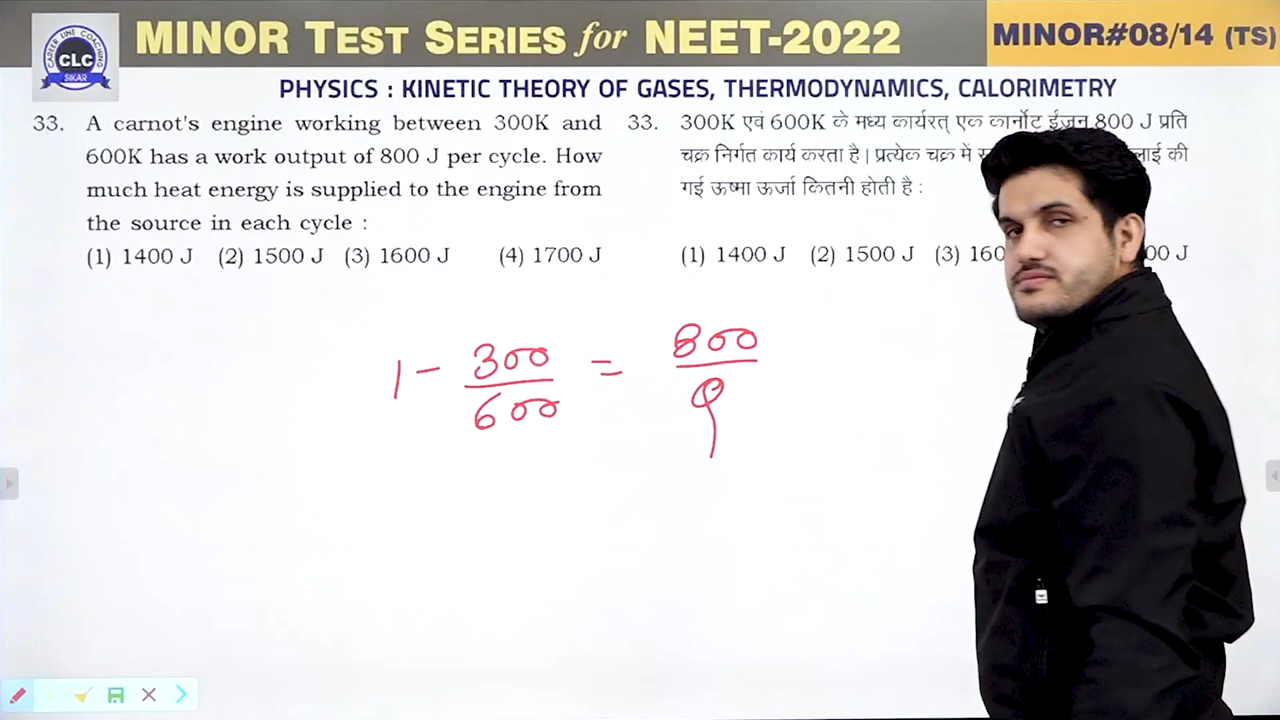 CAREER LINE COACHING
CLC
SIKAR
MINOR TEST SERIES for NEET-2022
MINOR#08/14 (TS)
PHYSICS : KINETIC THEORY OF GASES, THERMODYNAMICS, CALORIMETRY
33. A carnot's engine working between 300K and
600K has a work output of 800 J per cycle. How
much heat energy is supplied to the engine from
the source in each cycle :
(1) 1400 J (2) 1500 J (3) 1600 J (4) 1700 J
33. 300K एवं 600K के मध्य कार्यरत् एक कार्नोट ईंजन 800 J प्रति
चक्र निर्गत कार्य करता है। प्रत्येक चक्र में लाई की
गई ऊष्मा ऊर्जा कितनी होती है :
(1) 1400 J (2) 1500 J (3) 160 00 J
1 - 300/600 = 800/Q